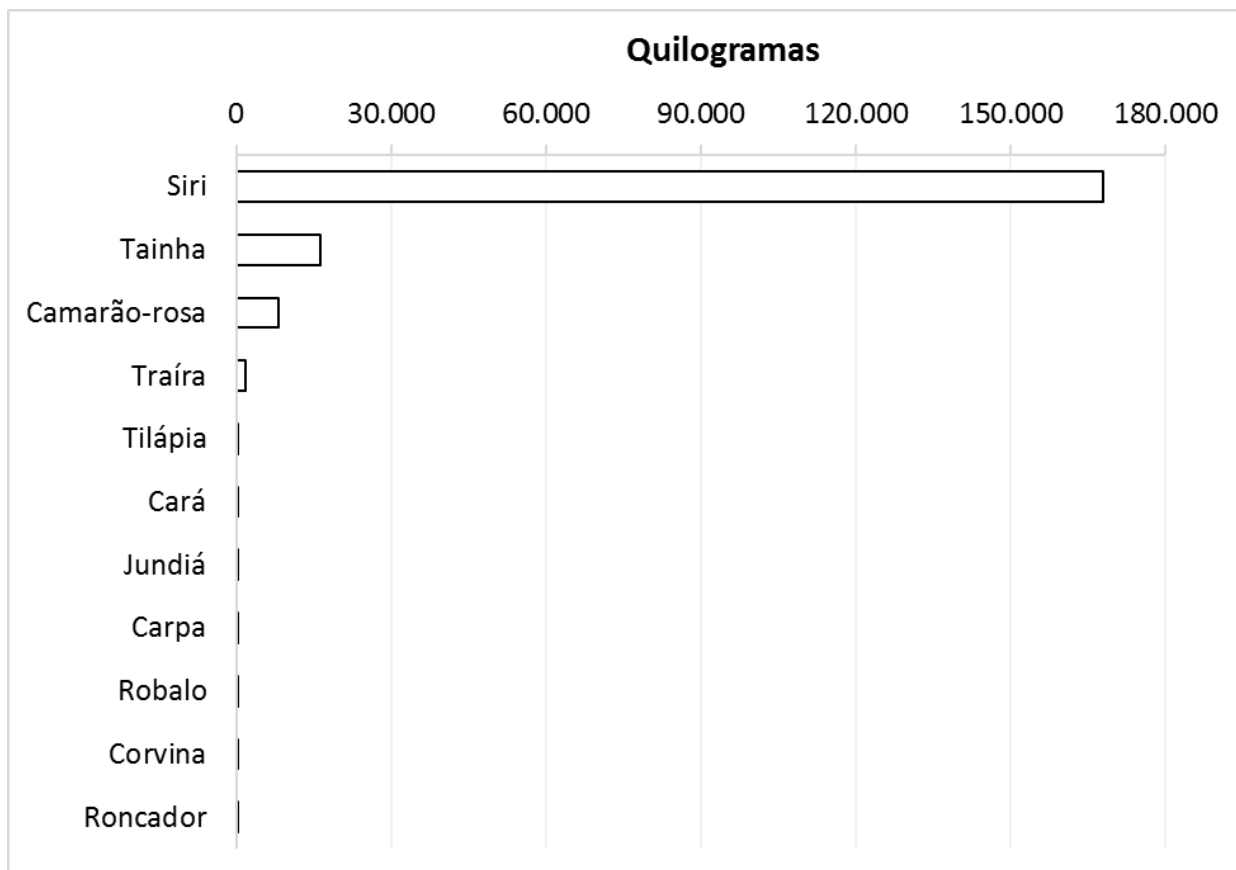 Quilogramas
0 30.000 60.000 90.000 120.000 150.000 180.000
Siri
Tainha
Camarão-rosa
Traíra
Tilápia
Cará
Jundiá
Carpa
Robalo
Corvina
Roncador